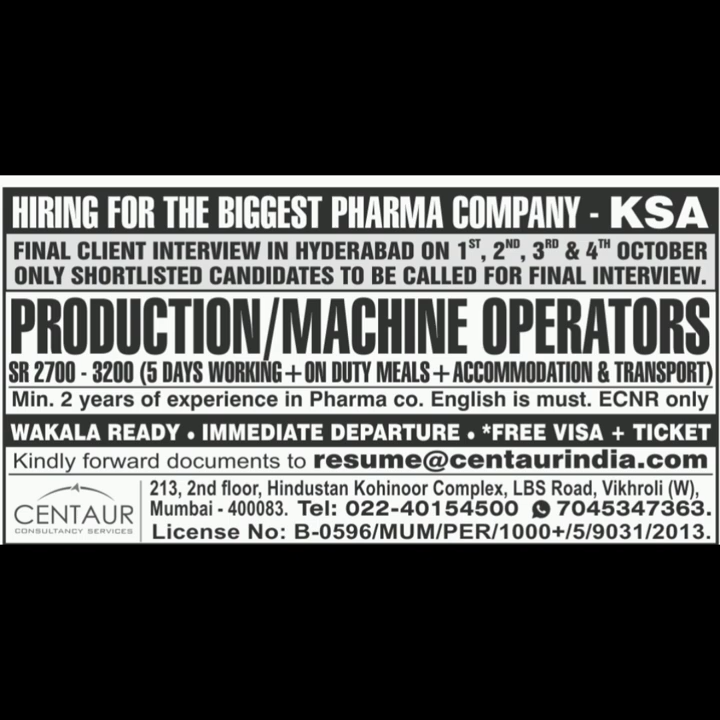 HIRING FOR THE BIGGEST PHARMA COMPANY - KSA
FINAL CLIENT INTERVIEW IN HYDERABAD ON 1ST, 2ND, 3RD & 4TH OCTOBER
ONLY SHORTLISTED CANDIDATES TO BE CALLED FOR FINAL INTERVIEW.
PRODUCTION/MACHINE OPERATORS
SR 2700 - 3200 (5 DAYS WORKING + ON DUTY MEALS + ACCOMMODATION & TRANSPORT)
Min. 2 years of experience in Pharma co. English is must. ECNR only
WAKALA READY • IMMEDIATE DEPARTURE • *FREE VISA + TICKET
Kindly forward documents to resume@centaurindia.com
CENTAUR
CONSULTANCY SERVICES
213, 2nd floor, Hindustan Kohinoor Complex, LBS Road, Vikhroli (W),
Mumbai - 400083. Tel: 022-40154500 7045347363.
License No: B-0596/MUM/PER/1000+/5/9031/2013.